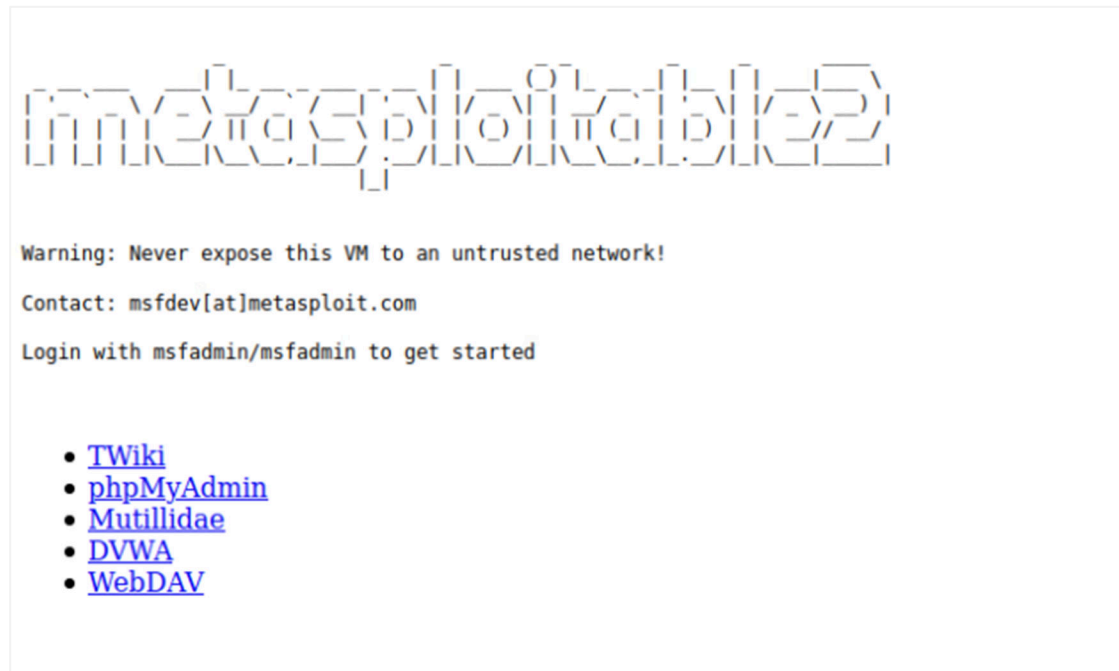 metasploitable2
Warning: Never expose this VM to an untrusted network!
Contact: msfdev[at]metasploit.com
Login with msfadmin/msfadmin to get started
TWiki
phpMyAdmin
Mutillidae
DVWA
WebDAV